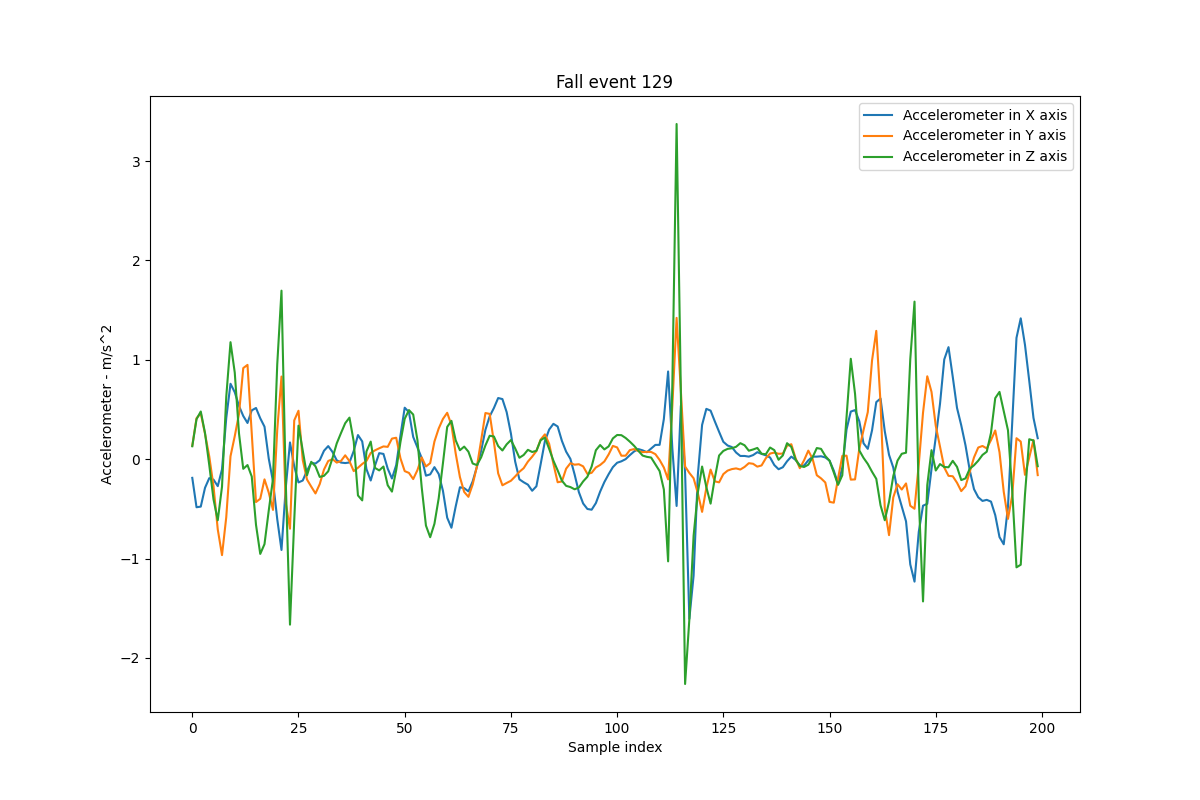 Fall event 129
Accelerometer in X axis
Accelerometer in Y axis
Accelerometer in Z axis
Accelerometer - m/s^2
3
2
1
0
−1
−2
0 25 50 75 100 125 150 175 200
Sample index